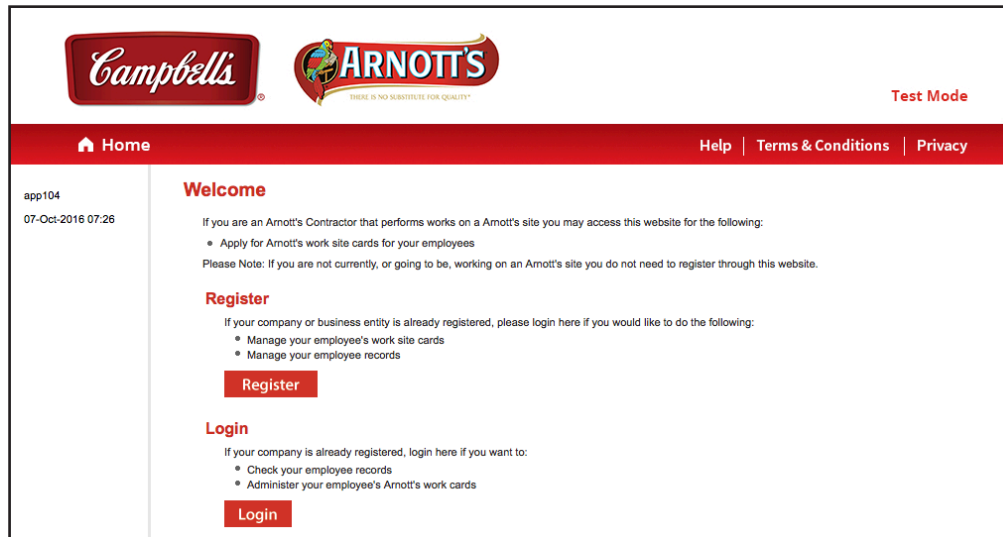 Campbell's®
ARNOTT'S
THERE IS NO SUBSTITUTE FOR QUALITY*
Test Mode
Home
Help | Terms & Conditions | Privacy
app104
07-Oct-2016 07:26
Welcome
If you are an Arnott's Contractor that performs works on a Arnott's site you may access this website for the following:
Apply for Arnott's work site cards for your employees
Please Note: If you are not currently, or going to be, working on an Arnott's site you do not need to register through this website.
Register
If your company or business entity is already registered, please login here if you would like to do the following:
Manage your employee's work site cards
Manage your employee records
Register
Login
If your company is already registered, login here if you want to:
Check your employee records
Administer your employee's Arnott's work cards
Login